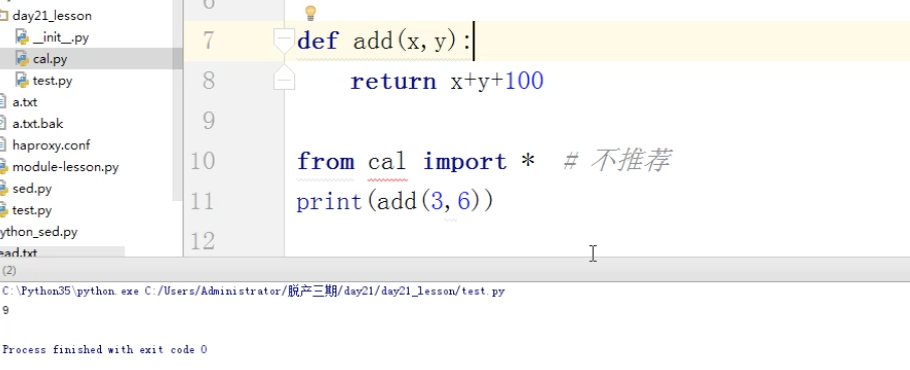 day21_lesson
__init__.py
cal.py
test.py
a.txt
a.txt.bak
haproxy.conf
module-lesson.py
sed.py
test.py
ython_sed.py
ead.txt
6
7 def add(x,y):
8 return x+y+100
9
10 from cal import * # 不推荐
11 print(add(3,6))
12
(2)
C:\Python35\python.exe C:/Users/Administrator/脱产三期/day21/day21_lesson/test.py
9
Process finished with exit code 0